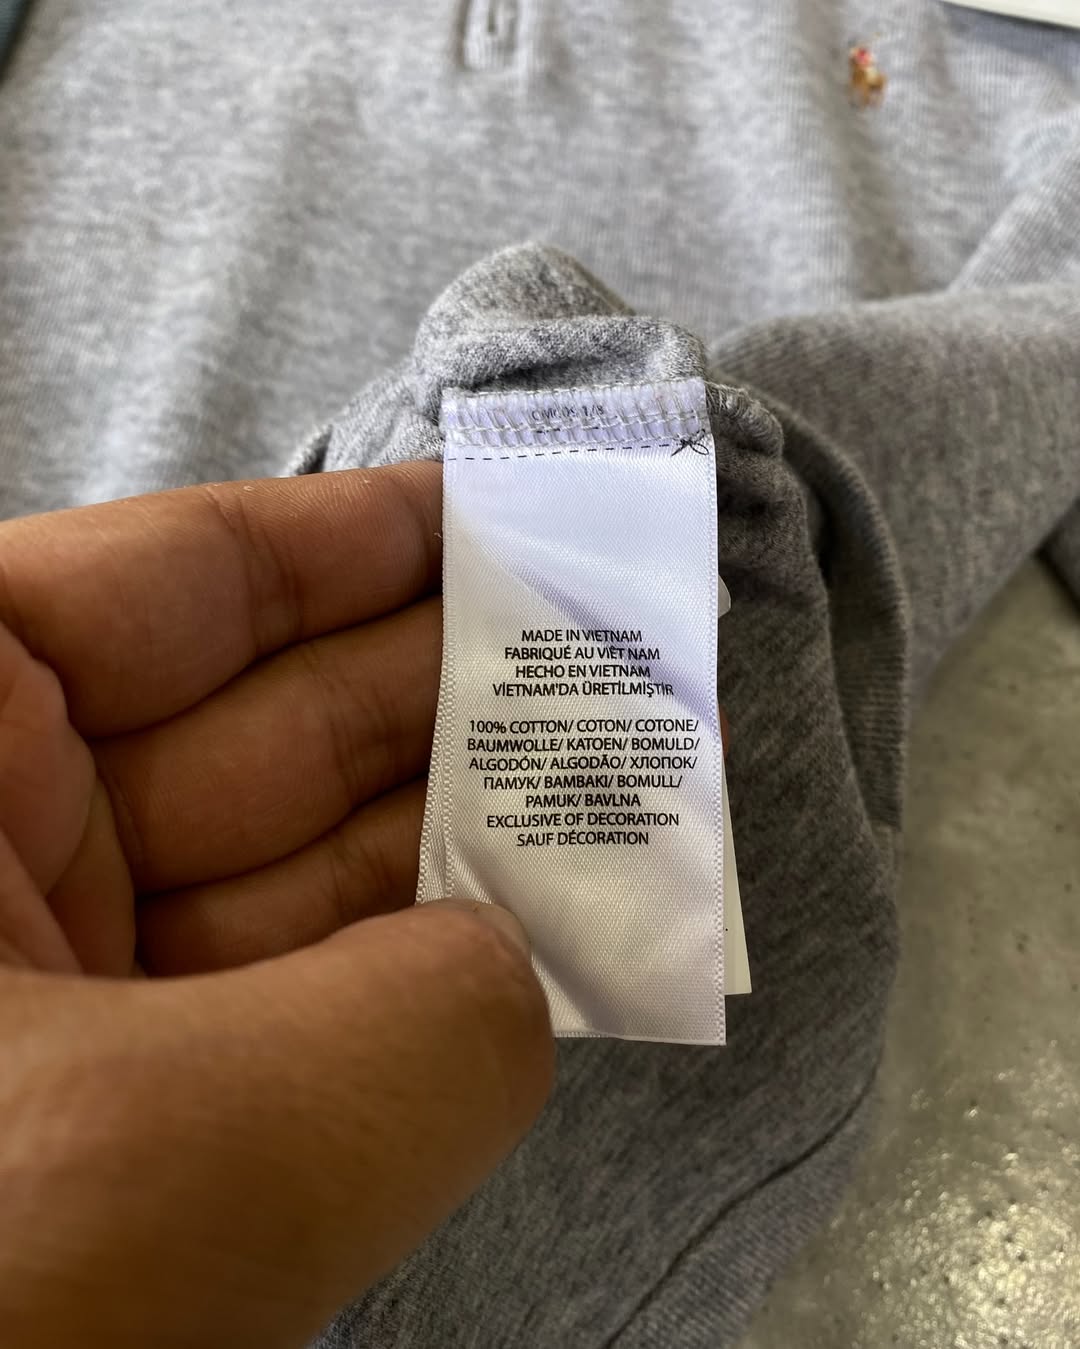 MADE IN VIETNAM
FABRIQUÉ AU VIÊT NAM
HECHO EN VIETNAM
VİETNAM'DA ÜRETİLMİŞTİR
100% COTTON/ COTON/ COTONE/
BAUMWOLLE/ KATOEN/ BOMULD/
ALGODÓN/ ALGODÃO/ ХЛОПОК/
ПАМУК/ BAMBAKI/ BOMULL/
PAMUK/ BAVLNA
EXCLUSIVE OF DECORATION
SAUF DÉCORATION